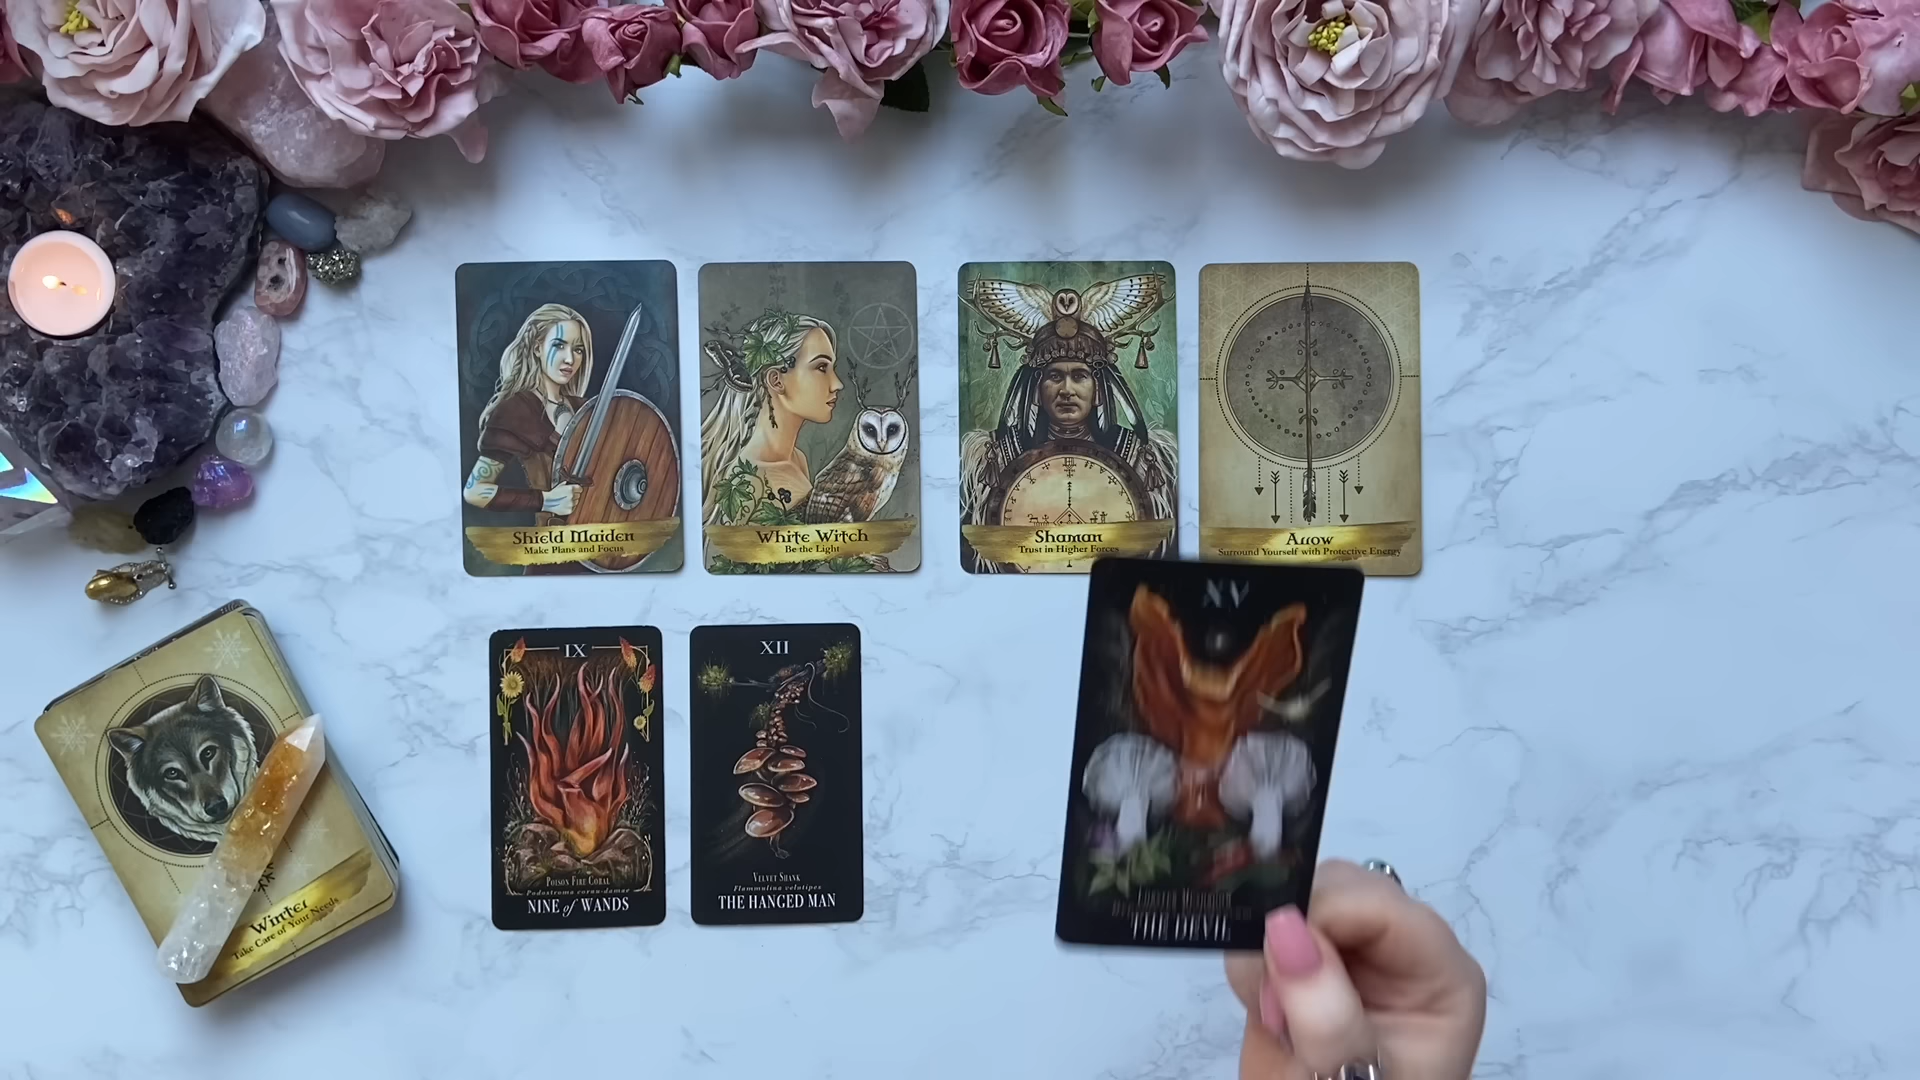 Shield Maiden
Make Plans and Focus
White Witch
Be the Light
Shaman
Trust in Higher Forces
Arrow
Surround Yourself with Protective Energy
Winter
Take Care of Your Needs
IX
Poison Fire Coral
Podostroma cornu-damae
NINE of WANDS
XII
Velvet Shank
Flammulina velutipes
THE HANGED MAN
XV
THE DEVIL